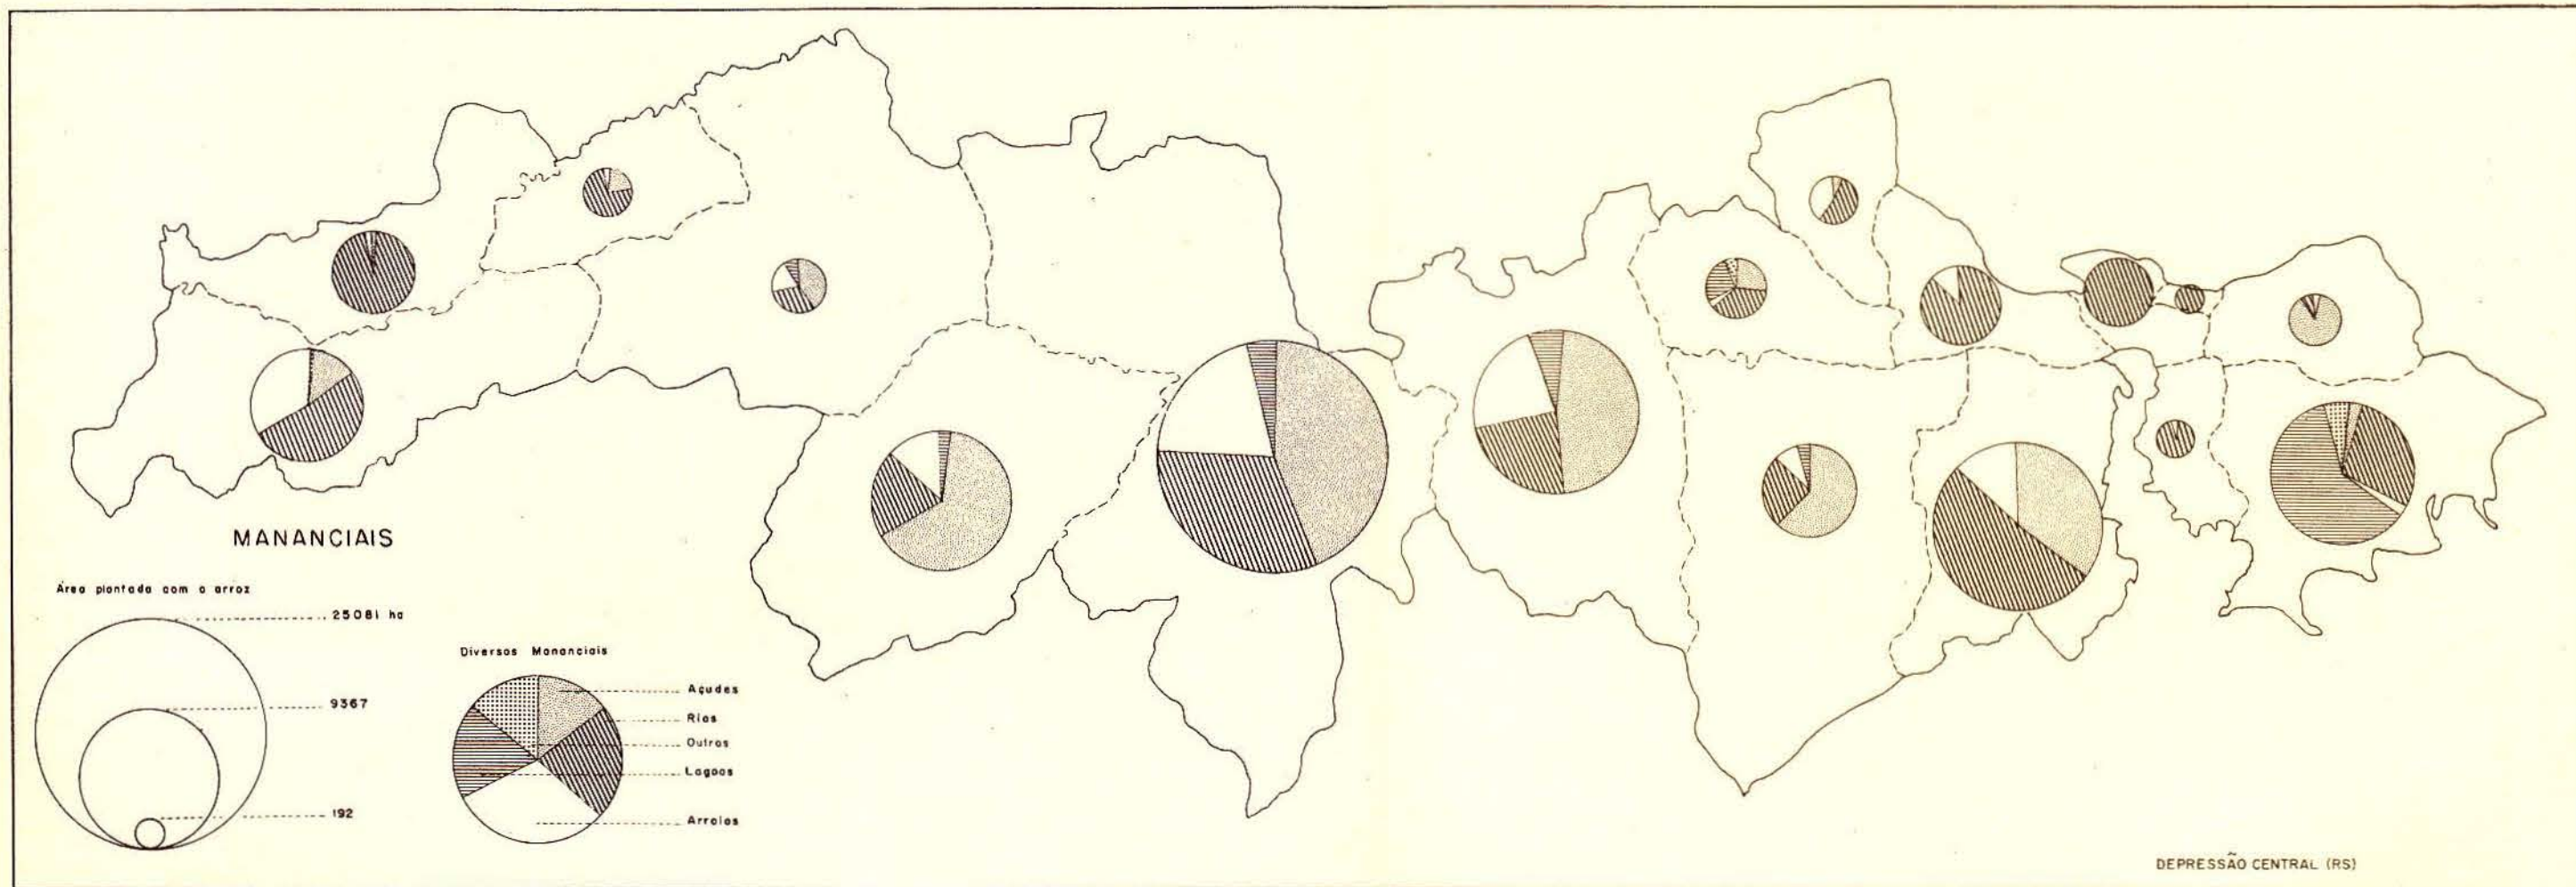 MANANCIAIS
Área plantada com o arroz
25081 ha
9367
192
Diversos Mananciais
Açudes
Rios
Outros
Lagoas
Arroios
DEPRESSÃO CENTRAL (RS)